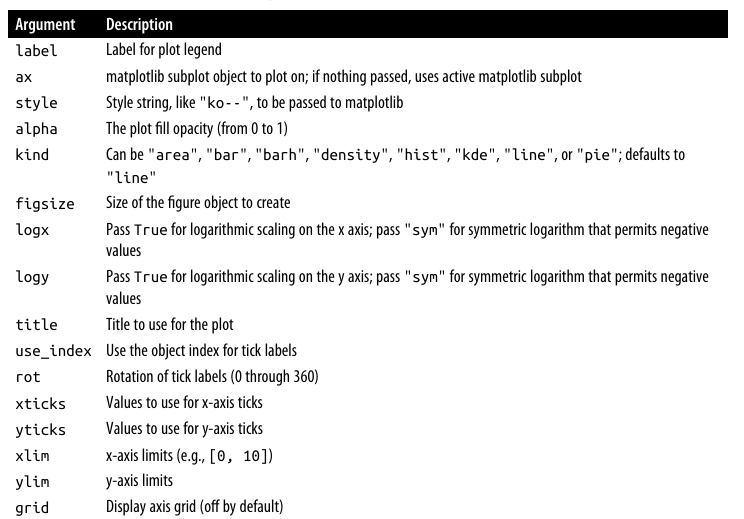 Argument Description
label Label for plot legend
ax matplotlib subplot object to plot on; if nothing passed, uses active matplotlib subplot
style Style string, like "ko--", to be passed to matplotlib
alpha The plot fill opacity (from 0 to 1)
kind Can be "area", "bar", "barh", "density", "hist", "kde", "line", or "pie"; defaults to
"line"
figsize Size of the figure object to create
logx Pass True for logarithmic scaling on the x axis; pass "sym" for symmetric logarithm that permits negative
values
logy Pass True for logarithmic scaling on the y axis; pass "sym" for symmetric logarithm that permits negative
values
title Title to use for the plot
use_index Use the object index for tick labels
rot Rotation of tick labels (0 through 360)
xticks Values to use for x-axis ticks
yticks Values to use for y-axis ticks
xlim x-axis limits (e.g., [0, 10])
ylim y-axis limits
grid Display axis grid (off by default)